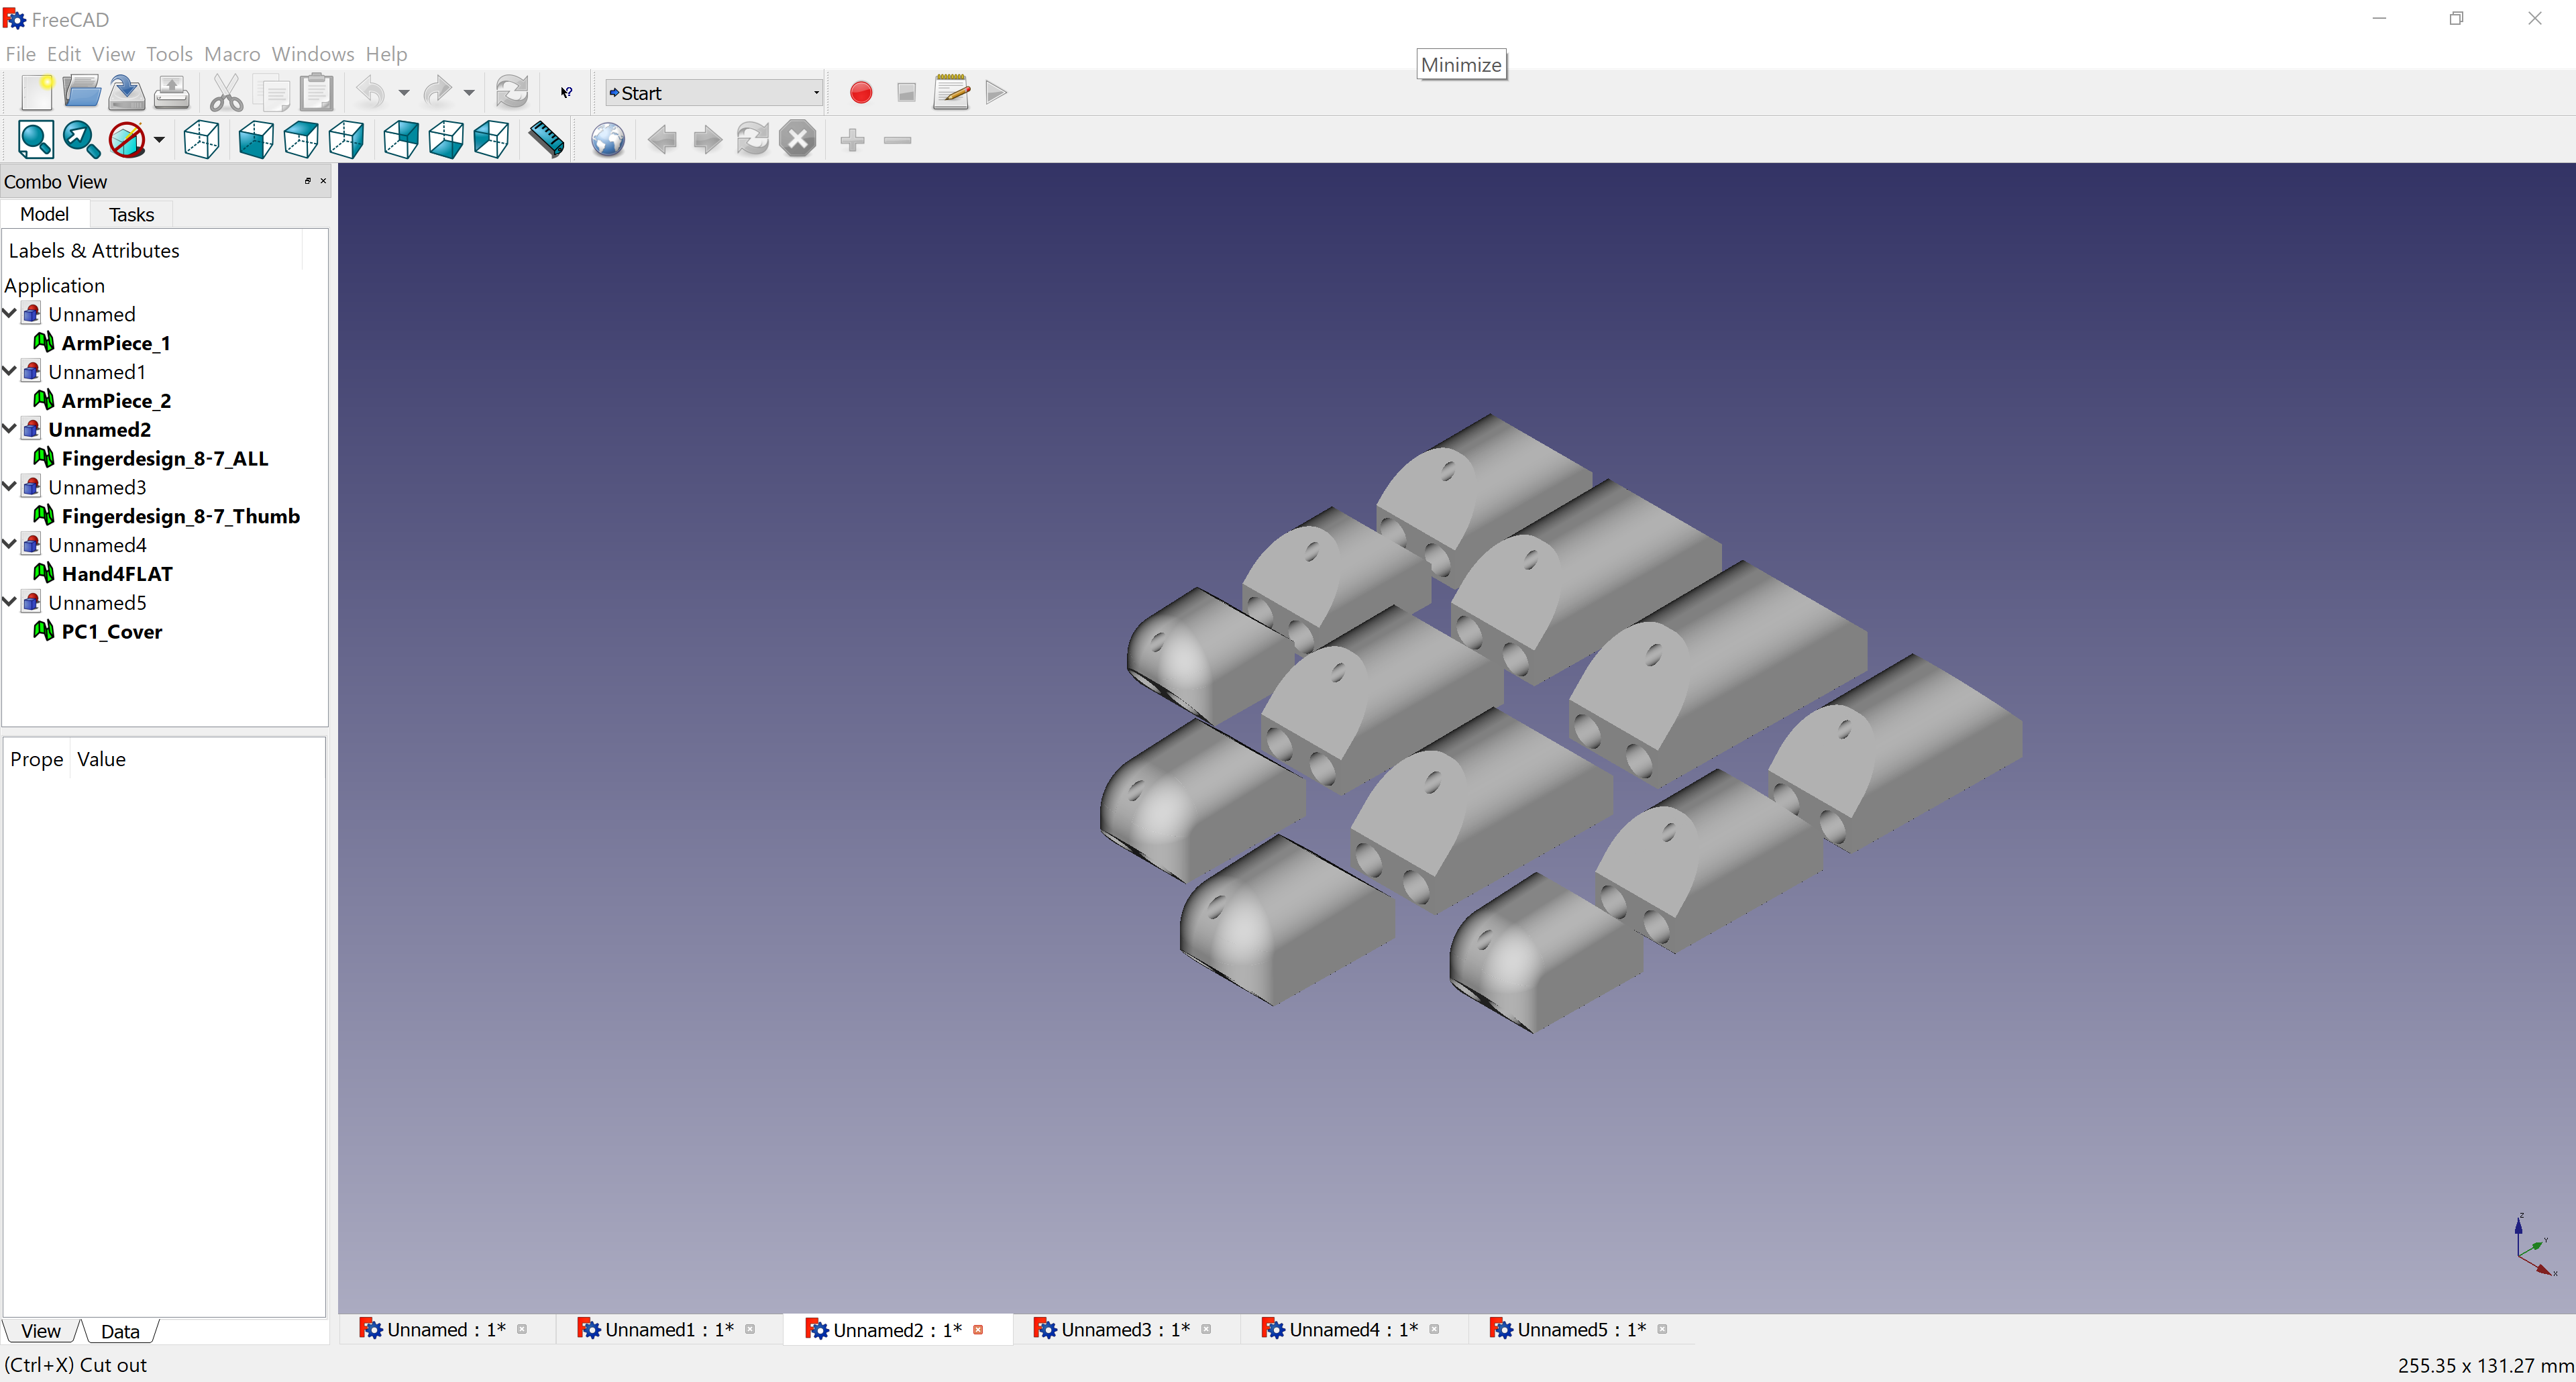 FreeCAD
File Edit View Tools Macro Windows Help
Minimize
Start
Combo View
Model Tasks
Labels & Attributes
Application
Unnamed
ArmPiece_1
Unnamed1
ArmPiece_2
Unnamed2
Fingerdesign_8-7_ALL
Unnamed3
Fingerdesign_8-7_Thumb
Unnamed4
Hand4FLAT
Unnamed5
PC1_Cover
Prope Value
Z
Y
X
View Data
Unnamed : 1* Unnamed1 : 1* Unnamed2 : 1* Unnamed3 : 1* Unnamed4 : 1* Unnamed5 : 1*
(Ctrl+X) Cut out
255.35 x 131.27 mm